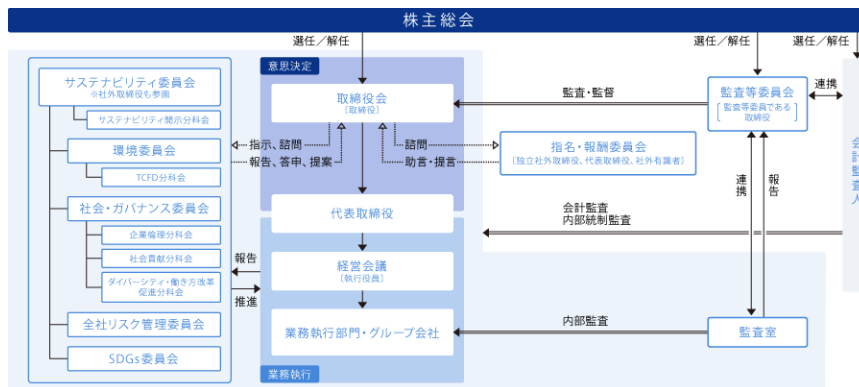 株主総会
選任／解任
選任／解任
選任／解任
サステナビリティ委員会
※社外取締役も参画
サステナビリティ開示分科会
環境委員会
TCFD分科会
社会・ガバナンス委員会
企業倫理分科会
社会貢献分科会
ダイバーシティ・働き方改革
促進分科会
全社リスク管理委員会
SDGs委員会
意思決定
取締役会
［取締役］
指示、諮問
報告、答申、提案
諮問
助言・提言
監査・監督
指名・報酬委員会
（独立社外取締役、代表取締役、社外有識者）
監査等委員会
監査等委員である
取締役
連携
会計監査人
代表取締役
会計監査
内部統制監査
連携
報告
経営会議
［執行役員］
報告
推進
業務執行部門・グループ会社
内部監査
監査室
業務執行